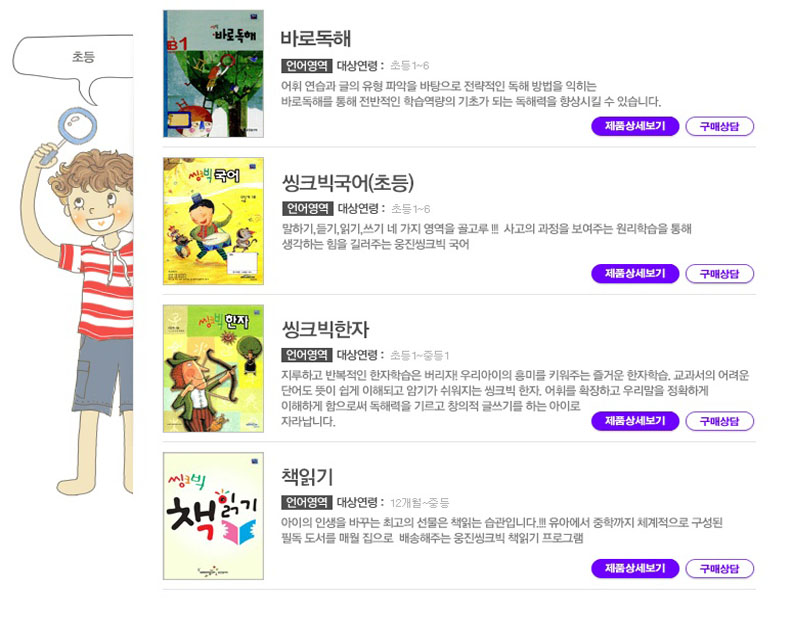 초등
바로독해
B1
바로독해
언어영역 대상연령 : 초등1~6
어휘 연습과 글의 유형 파악을 바탕으로 전략적인 독해 방법을 익히는
바로독해를 통해 전반적인 학습역량의 기초가 되는 독해력을 향상시킬 수 있습니다.
제품상세보기 구매상담
씽크빅국어
씽크빅국어(초등)
언어영역 대상연령 : 초등1~6
말하기,듣기,읽기,쓰기 네 가지 영역을 골고루 !!! 사고의 과정을 보여주는 원리학습을 통해
생각하는 힘을 길러주는 웅진씽크빅 국어
제품상세보기 구매상담
씽크빅한자
씽크빅한자
언어영역 대상연령 : 초등1~중등1
지루하고 반복적인 한자학습은 버리자! 우리아이의 흥미를 키워주는 즐거운 한자학습. 교과서의 어려운
단어도 뜻이 쉽게 이해되고 암기가 쉬워지는 씽크빅 한자. 어휘를 확장하고 우리말을 정확하게
이해하게 함으로써 독해력을 기르고 창의적 글쓰기를 하는 아이로
자라납니다.
제품상세보기 구매상담
씽크빅
책읽기
책읽기
언어영역 대상연령 : 12개월~중등
아이의 인생을 바꾸는 최고의 선물은 책읽는 습관입니다.!!! 유아에서 중학까지 체계적으로 구성된
필독 도서를 매월 집으로 배송해주는 웅진씽크빅 책읽기 프로그램
제품상세보기 구매상담